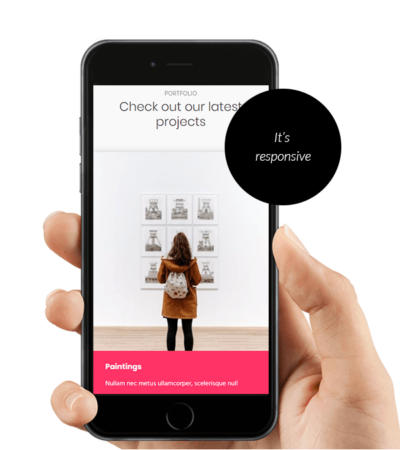 PORTFOLIO
Check out our latest
projects
It's
responsive
Paintings
Nullam nec metus ullamcorper, scelerisque null